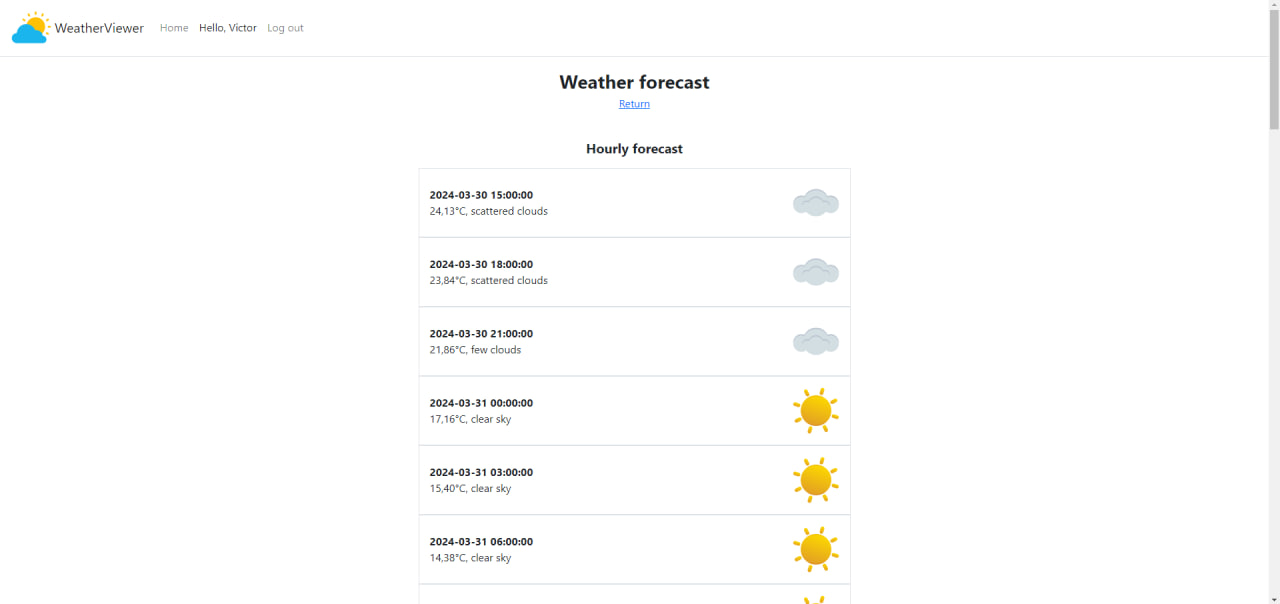 WeatherViewer Home Hello, Victor Log out
Weather forecast
Return
Hourly forecast
2024-03-30 15:00:00
24,13°C, scattered clouds
2024-03-30 18:00:00
23,84°C, scattered clouds
2024-03-30 21:00:00
21,86°C, few clouds
2024-03-31 00:00:00
17,16°C, clear sky
2024-03-31 03:00:00
15,40°C, clear sky
2024-03-31 06:00:00
14,38°C, clear sky